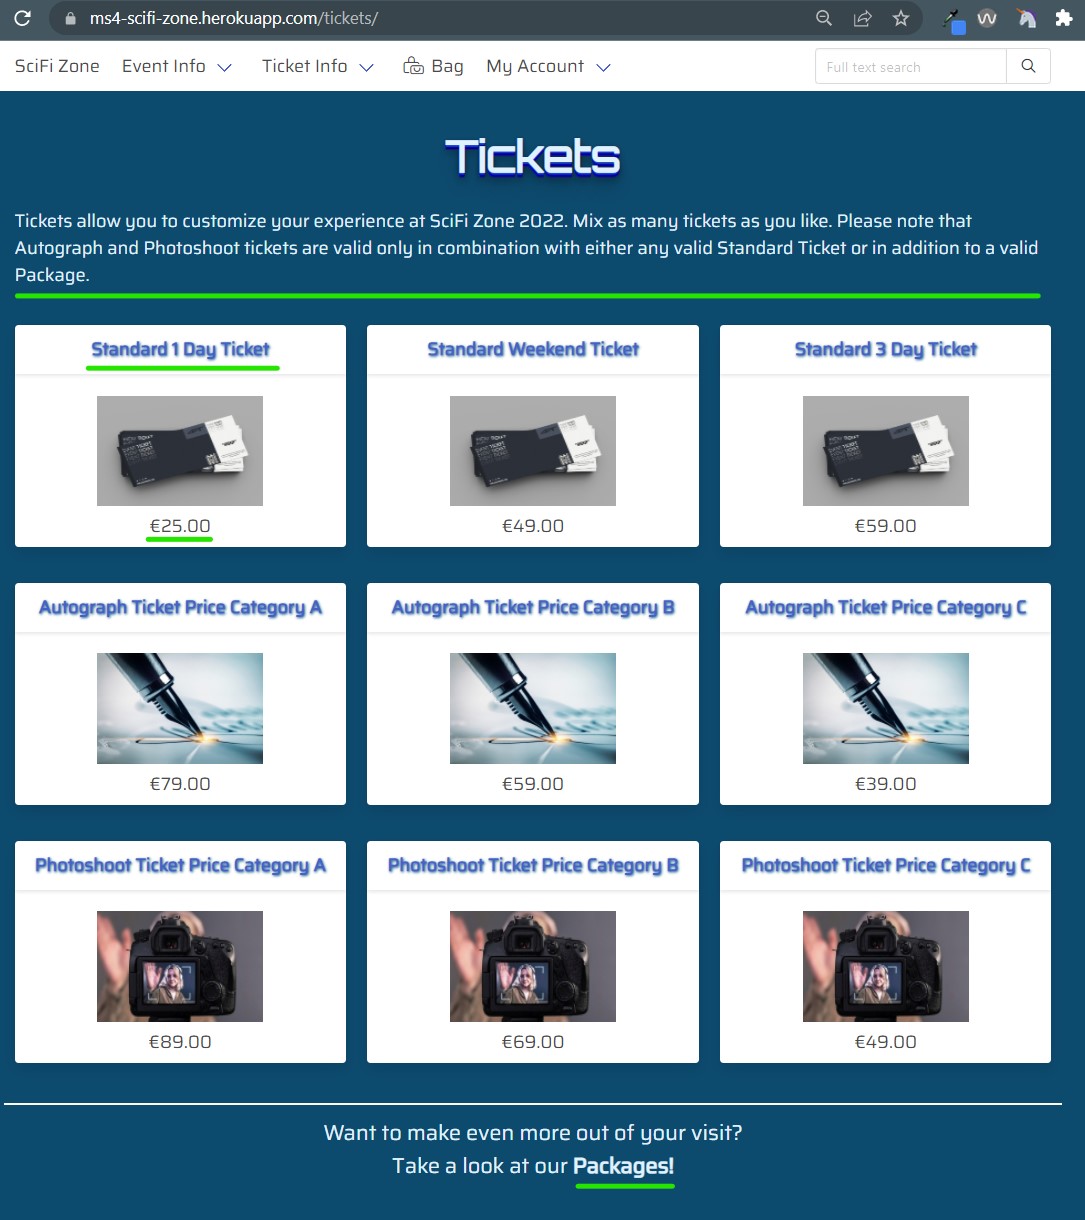 ms4-scifi-zone.herokuapp.com/tickets/
SciFi Zone Event Info Ticket Info Bag My Account Full text search
Tickets
Tickets allow you to customize your experience at SciFi Zone 2022. Mix as many tickets as you like. Please note that
Autograph and Photoshoot tickets are valid only in combination with either any valid Standard Ticket or in addition to a valid
Package.
Standard 1 Day Ticket
€25.00
Standard Weekend Ticket
€49.00
Standard 3 Day Ticket
€59.00
Autograph Ticket Price Category A
€79.00
Autograph Ticket Price Category B
€59.00
Autograph Ticket Price Category C
€39.00
Photoshoot Ticket Price Category A
€89.00
Photoshoot Ticket Price Category B
€69.00
Photoshoot Ticket Price Category C
€49.00
Want to make even more out of your visit?
Take a look at our Packages!